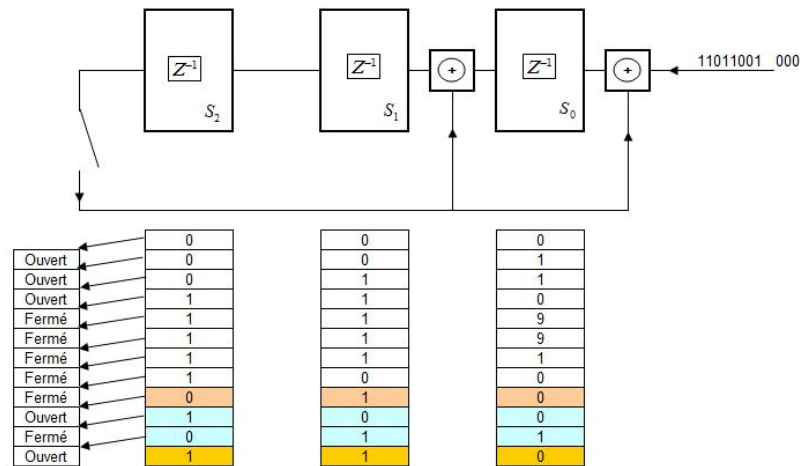 Z⁻¹ Z⁻¹ Z⁻¹
+ +
11011001 000
S₂ S₁ S₀
0 0 0
Ouvert 0 0 1
Ouvert 0 1 1
Ouvert 1 1 0
Fermé 1 1 9
Fermé 1 1 9
Fermé 1 1 1
Fermé 1 0 0
Fermé 0 1 0
Ouvert 1 0 0
Fermé 0 1 1
Ouvert 1 1 0